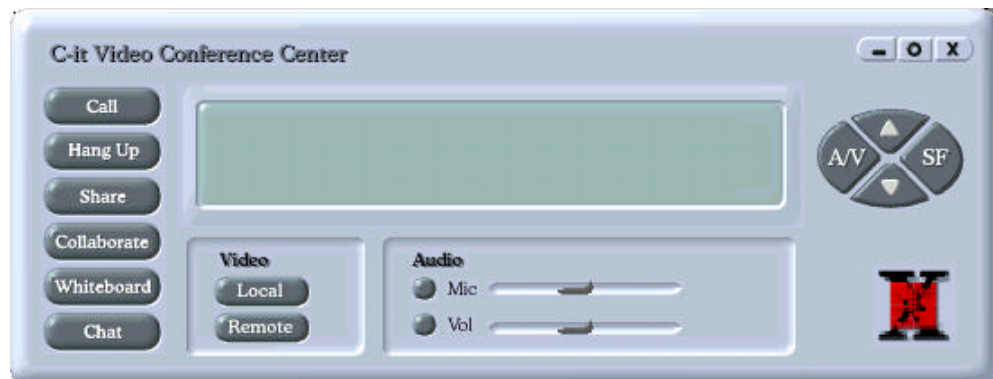 C-it Video Conference Center
Call
Hang Up
Share
Collaborate
Whiteboard
Chat
A/V
SF
Video
Local
Remote
Audio
Mic
Vol
X